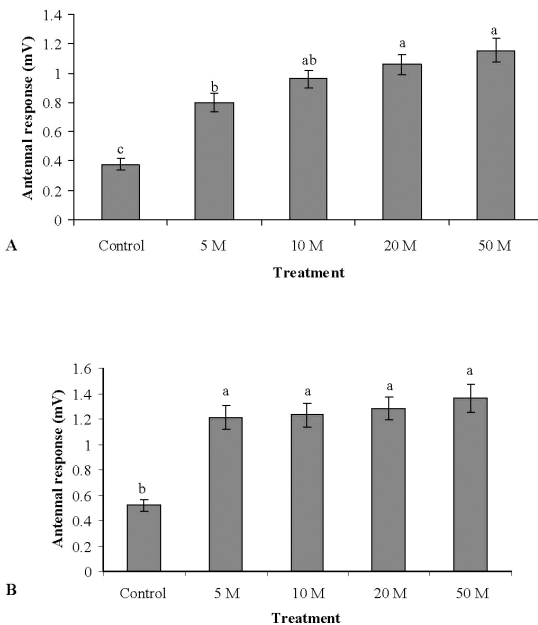 Antennal response (mV)
1.4
1.2
1
0.8
0.6
0.4
0.2
0
c
b
ab
a
a
Control 5 M 10 M 20 M 50 M
A
Treatment
Antennal response (mV)
1.6
1.4
1.2
1
0.8
0.6
0.4
0.2
0
b
a
a
a
a
Control 5 M 10 M 20 M 50 M
B
Treatment